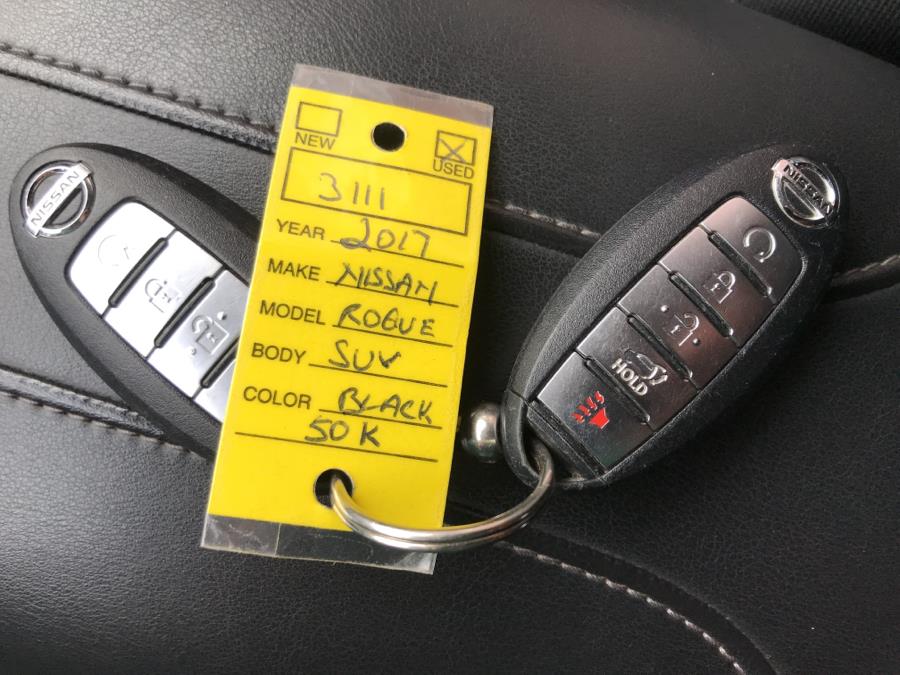 NEW
USED
3111
YEAR 2017
MAKE NISSAN
MODEL ROGUE
BODY SUV
COLOR BLACK
50K
NISSAN
NISSAN
HOLD